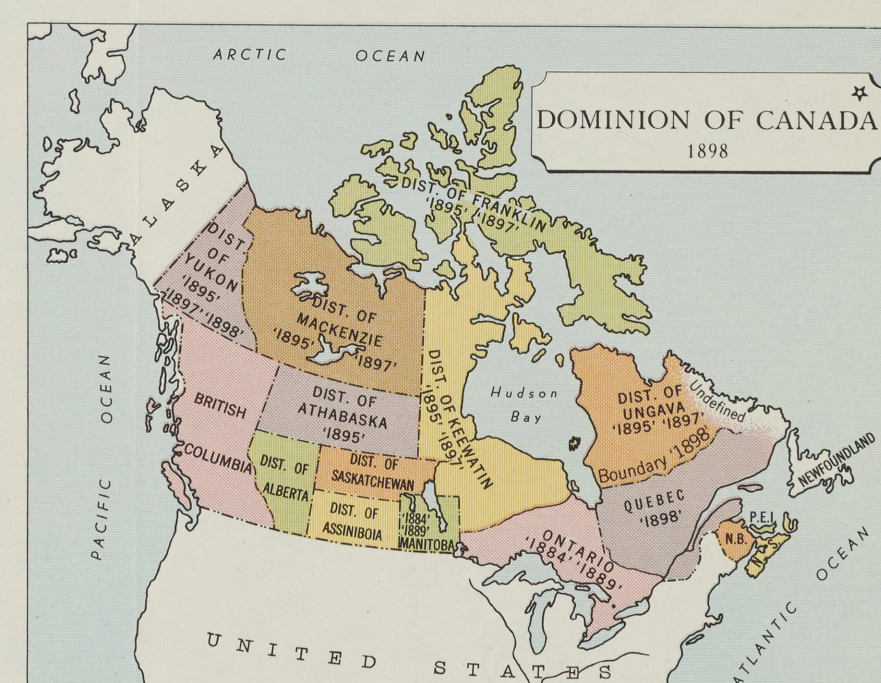 ARCTIC OCEAN
DOMINION OF CANADA
1898
ALASKA
DIST. OF FRANKLIN
'1895' '1897'
DIST
OF
YUKON
'1895'
'1897' '1898'
DIST. OF
MACKENZIE
'1895' '1897'
DIST. OF KEEWATIN
'1895' '1897'
Hudson
Bay
DIST. OF
UNGAVA
'1895' '1897'
Boundary '1898'
Undefined
NEWFOUNDLAND
PACIFIC OCEAN
BRITISH
COLUMBIA
DIST. OF
ATHABASKA
'1895'
DIST. OF
ALBERTA
DIST. OF
SASKATCHEWAN
DIST. OF
ASSINIBOIA
'1884'
'1889'
MANITOBA
ONTARIO
'1884' '1889'
QUEBEC
'1898'
P.E.I.
N.B.
N.S.
ATLANTIC OCEAN
UNITED STATES